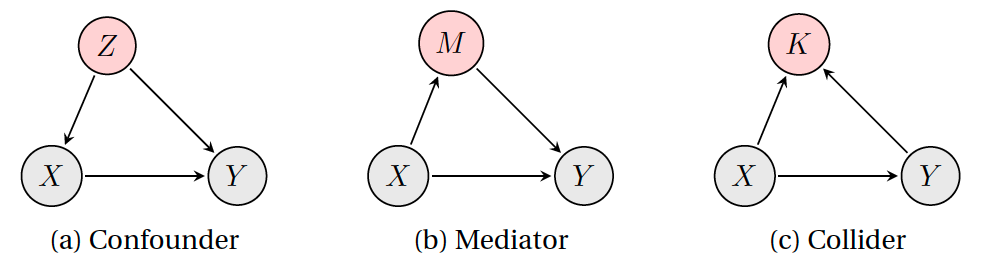 Z
M
K
X
Y
X
Y
X
Y
(a) Confounder
(b) Mediator
(c) Collider